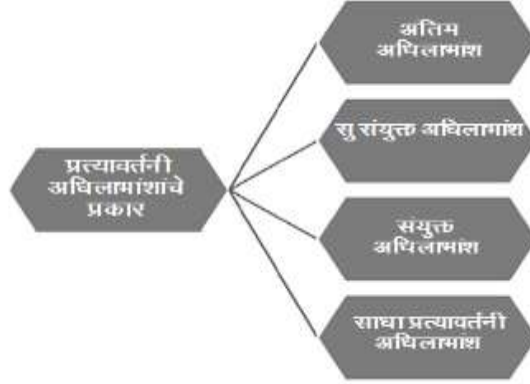 प्रत्यावर्तनी
अधिलाभांशाचे
प्रकार
अंतिम
अधिलाभांश
सु संयुक्त अधिलाभांश
संयुक्त
अधिलाभांश
साधा प्रत्यावर्तनी
अधिलाभांश